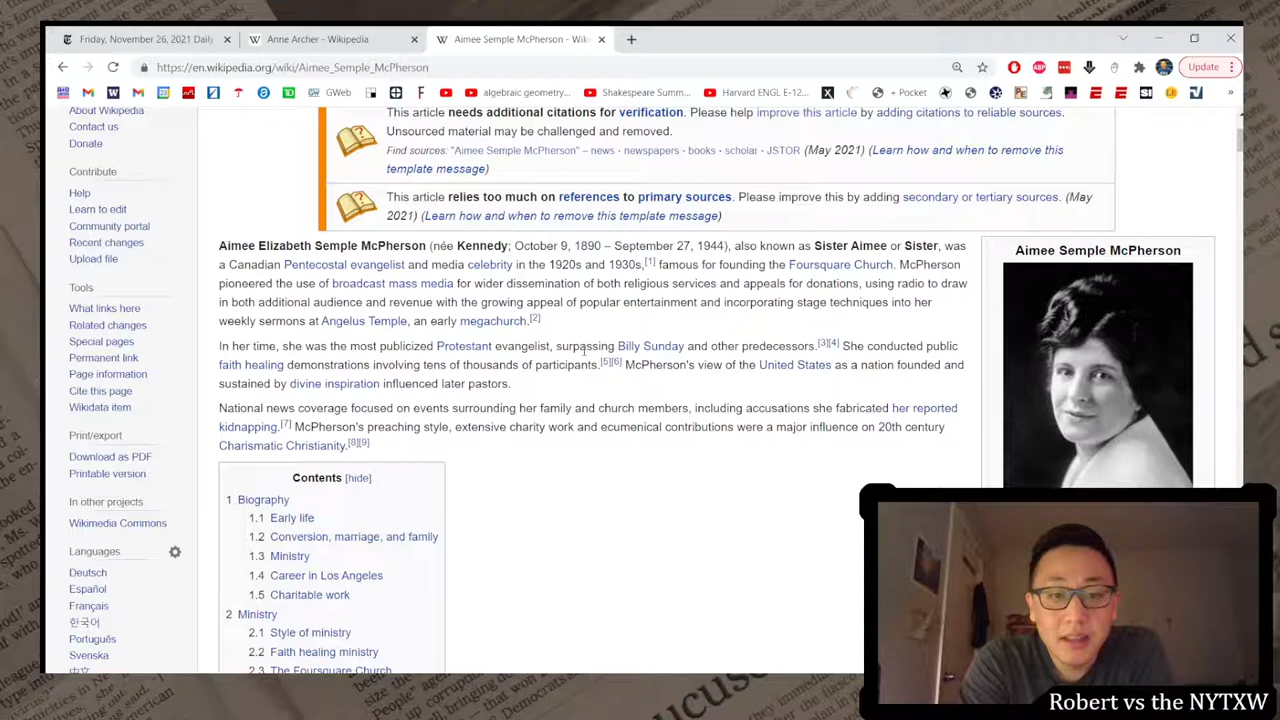 Friday, November 26, 2021 Daily
Anne Archer - Wikipedia
Aimee Semple McPherson - Wik
https://en.wikipedia.org/wiki/Aimee_Semple_McPherson
Update
GWeb
algebraic geometry...
Shakespeare Summ...
Harvard ENGL E-12...
+ Pocket
About Wikipedia
Contact us
Donate
Contribute
Help
Learn to edit
Community portal
Recent changes
Upload file
Tools
What links here
Related changes
Special pages
Permanent link
Page information
Cite this page
Wikidata item
Print/export
Download as PDF
Printable version
In other projects
Wikimedia Commons
Languages
Deutsch
Español
Français
한국어
Português
Svenska
中文
This article needs additional citations for verification. Please help improve this article by adding citations to reliable sources.
Unsourced material may be challenged and removed.
Find sources: "Aimee Semple McPherson" – news · newspapers · books · scholar · JSTOR (May 2021) (Learn how and when to remove this
template message)
This article relies too much on references to primary sources. Please improve this by adding secondary or tertiary sources. (May
2021) (Learn how and when to remove this template message)
Aimee Elizabeth Semple McPherson (née Kennedy; October 9, 1890 – September 27, 1944), also known as Sister Aimee or Sister, was
a Canadian Pentecostal evangelist and media celebrity in the 1920s and 1930s,[1] famous for founding the Foursquare Church. McPherson
pioneered the use of broadcast mass media for wider dissemination of both religious services and appeals for donations, using radio to draw
in both additional audience and revenue with the growing appeal of popular entertainment and incorporating stage techniques into her
weekly sermons at Angelus Temple, an early megachurch.[2]
In her time, she was the most publicized Protestant evangelist, surpassing Billy Sunday and other predecessors.[3][4] She conducted public
faith healing demonstrations involving tens of thousands of participants.[5][6] McPherson's view of the United States as a nation founded and
sustained by divine inspiration influenced later pastors.
National news coverage focused on events surrounding her family and church members, including accusations she fabricated her reported
kidnapping.[7] McPherson's preaching style, extensive charity work and ecumenical contributions were a major influence on 20th century
Charismatic Christianity.[8][9]
Contents [hide]
1 Biography
1.1 Early life
1.2 Conversion, marriage, and family
1.3 Ministry
1.4 Career in Los Angeles
1.5 Charitable work
2 Ministry
2.1 Style of ministry
2.2 Faith healing ministry
2.3 The Foursquare Church
Aimee Semple McPherson
Robert vs the NYTXW